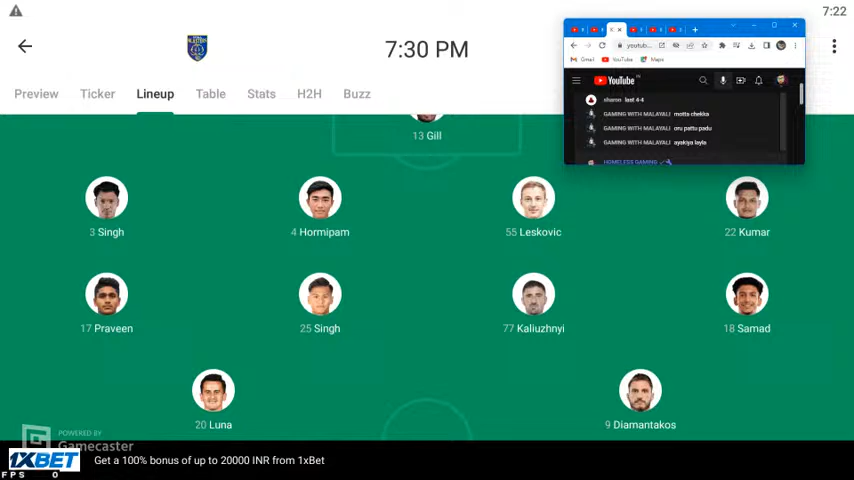 7:22
7:30 PM
Preview
Ticker
Lineup
Table
Stats
H2H
Buzz
youtub...
Gmail
YouTube
Maps
YouTube
sharon last 4-4
GAMING WITH MALAYALI motta chekka
GAMING WITH MALAYALI oru pattu padu
GAMING WITH MALAYALI ayakiya layla
HOMELESS GAMING
13 Gill
3 Singh
4 Hormipam
55 Leskovic
22 Kumar
17 Praveen
25 Singh
77 Kaliuzhnyi
18 Samad
20 Luna
9 Diamantakos
POWERED BY
Gamecaster
1XBET
Get a 100% bonus of up to 20000 INR from 1xBet
FPS 0